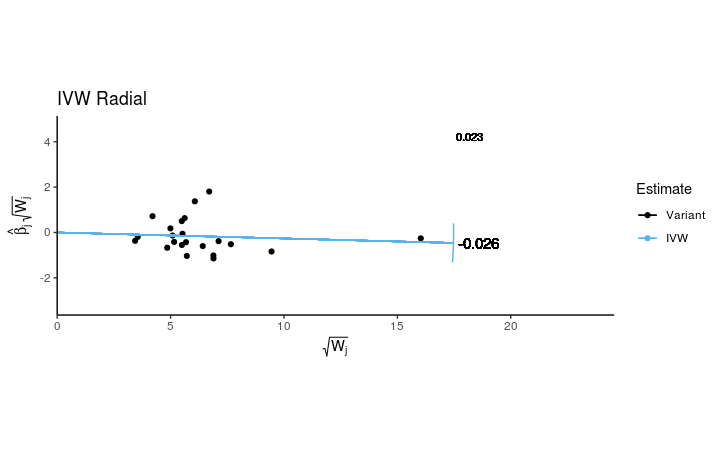 IVW Radial
0.023
4
2
0
-2
β̂ⱼ√Wⱼ
-0.026
0 5 10 15 20
√Wⱼ
Estimate
Variant
IVW